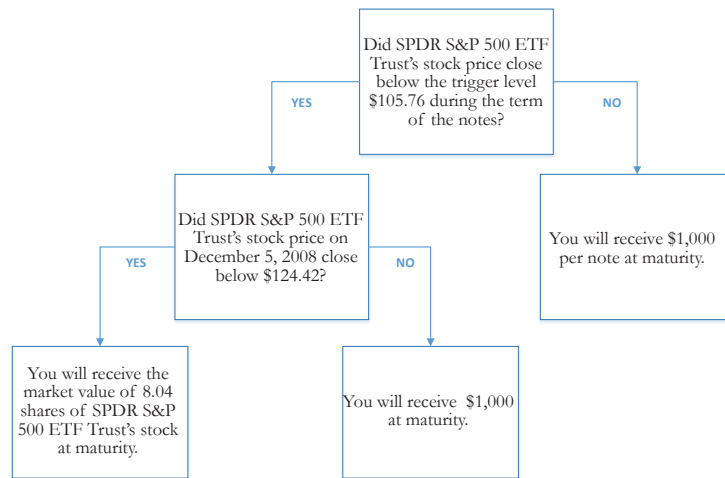 Did SPDR S&P 500 ETF
Trust's stock price close
below the trigger level
$105.76 during the term
of the notes?
YES
NO
Did SPDR S&P 500 ETF
Trust's stock price on
December 5, 2008 close
below $124.42?
You will receive $1,000
per note at maturity.
YES
NO
You will receive the
market value of 8.04
shares of SPDR S&P
500 ETF Trust's stock
at maturity.
You will receive $1,000
at maturity.